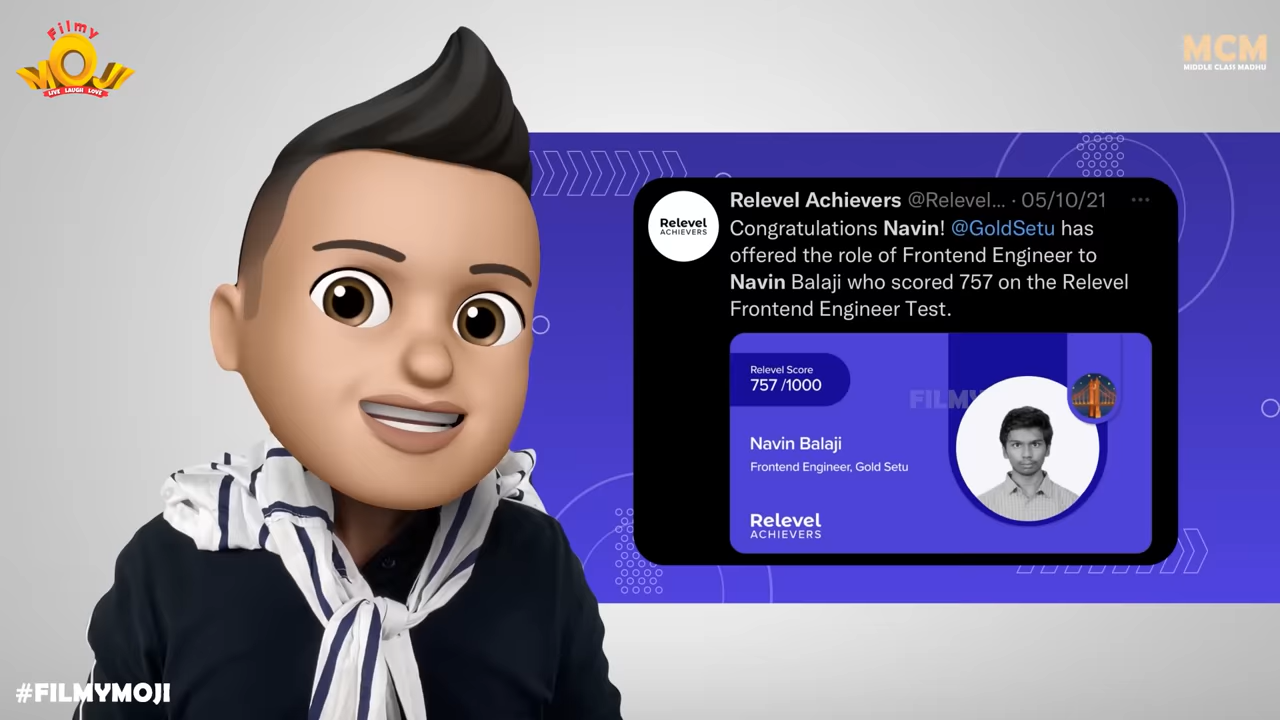 Filmy
MOJI
LIVE LAUGH LOVE
MCM
MIDDLE CLASS MADHU
Relevel
ACHIEVERS
Relevel Achievers @Relevel... · 05/10/21 ···
Congratulations Navin! @GoldSetu has
offered the role of Frontend Engineer to
Navin Balaji who scored 757 on the Relevel
Frontend Engineer Test.
Relevel Score
757 /1000
FILMY
Navin Balaji
Frontend Engineer, Gold Setu
Relevel
ACHIEVERS
#FILMYMOJI